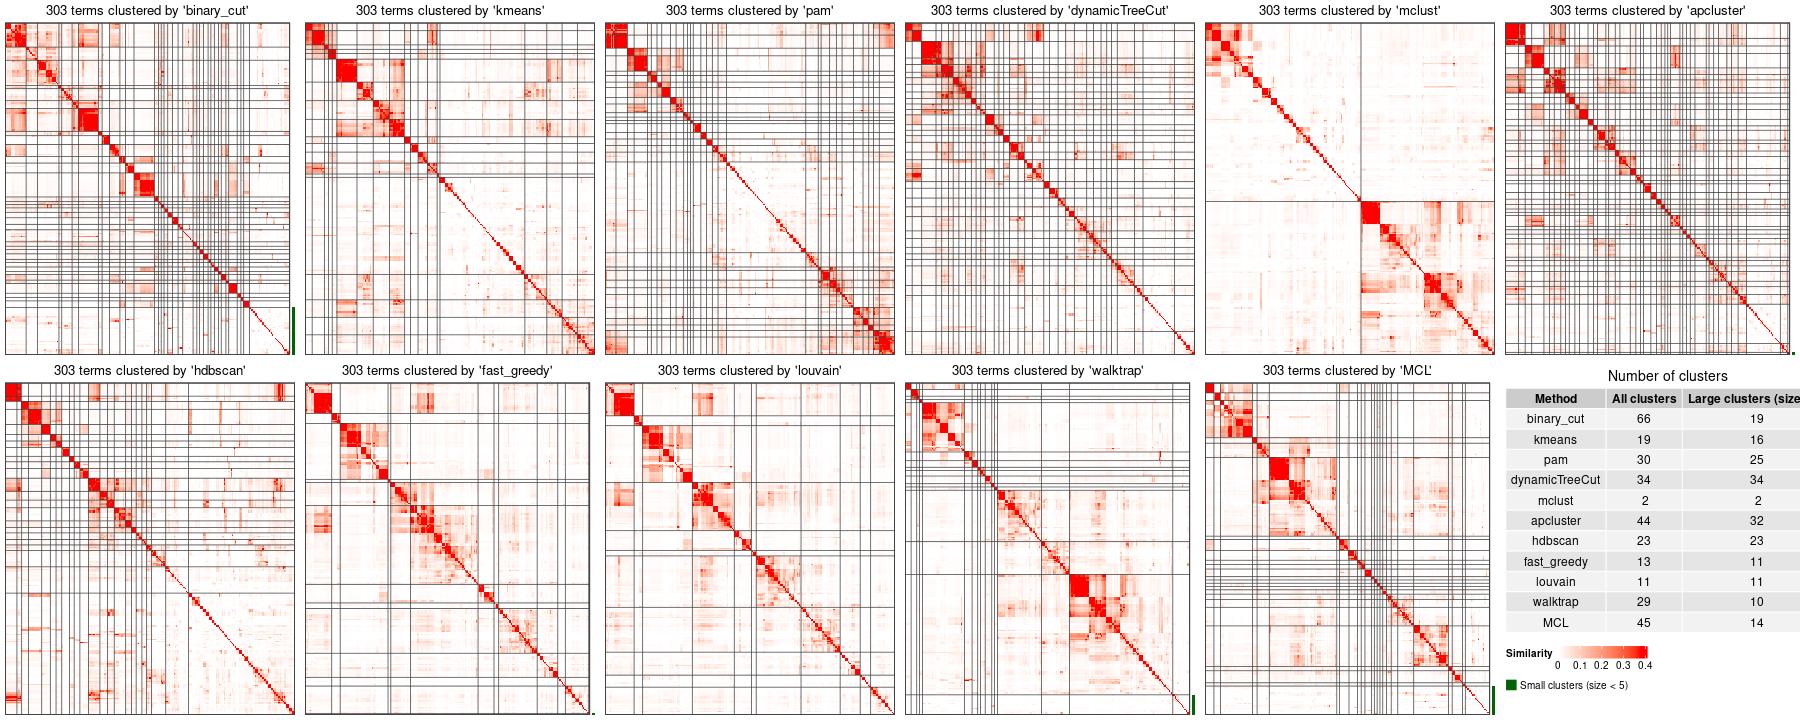 303 terms clustered by 'binary_cut'
303 terms clustered by 'kmeans'
303 terms clustered by 'pam'
303 terms clustered by 'dynamicTreeCut'
303 terms clustered by 'mclust'
303 terms clustered by 'apcluster'
303 terms clustered by 'hdbscan'
303 terms clustered by 'fast_greedy'
303 terms clustered by 'louvain'
303 terms clustered by 'walktrap'
303 terms clustered by 'MCL'
Number of clusters
Method All clusters Large clusters (size
binary_cut 66 19
kmeans 19 16
pam 30 25
dynamicTreeCut 34 34
mclust 2 2
apcluster 44 32
hdbscan 23 23
fast_greedy 13 11
louvain 11 11
walktrap 29 10
MCL 45 14
Similarity
0 0.1 0.2 0.3 0.4
Small clusters (size < 5)